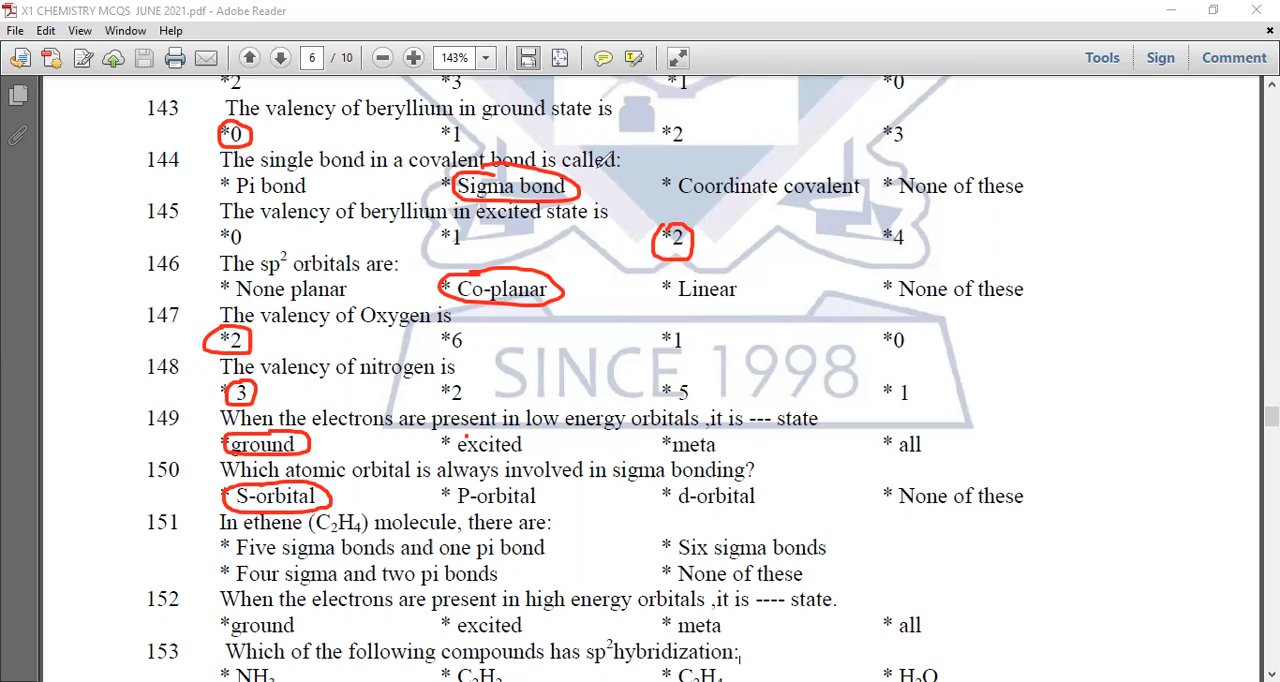 X1 CHEMISTRY MCQS JUNE 2021.pdf - Adobe Reader
File Edit View Window Help
6 / 10 143% Tools Sign Comment
*2 *3 *1 *0
143 The valency of beryllium in ground state is
*0 *1 *2 *3
144 The single bond in a covalent bond is called:
* Pi bond * Sigma bond * Coordinate covalent * None of these
145 The valency of beryllium in excited state is
*0 *1 *2 *4
146 The sp² orbitals are:
* None planar * Co-planar * Linear * None of these
147 The valency of Oxygen is
*2 *6 *1 *0
148 The valency of nitrogen is
* 3 *2 * 5 * 1
149 When the electrons are present in low energy orbitals ,it is --- state
*ground * excited *meta * all
150 Which atomic orbital is always involved in sigma bonding?
* S-orbital * P-orbital * d-orbital * None of these
151 In ethene (C₂H₄) molecule, there are:
* Five sigma bonds and one pi bond * Six sigma bonds
* Four sigma and two pi bonds * None of these
152 When the electrons are present in high energy orbitals ,it is ---- state.
*ground * excited * meta * all
153 Which of the following compounds has sp²hybridization:
* NH₃ * C₂H₂ * C₂H₄ * H₂O
SINCE 1998